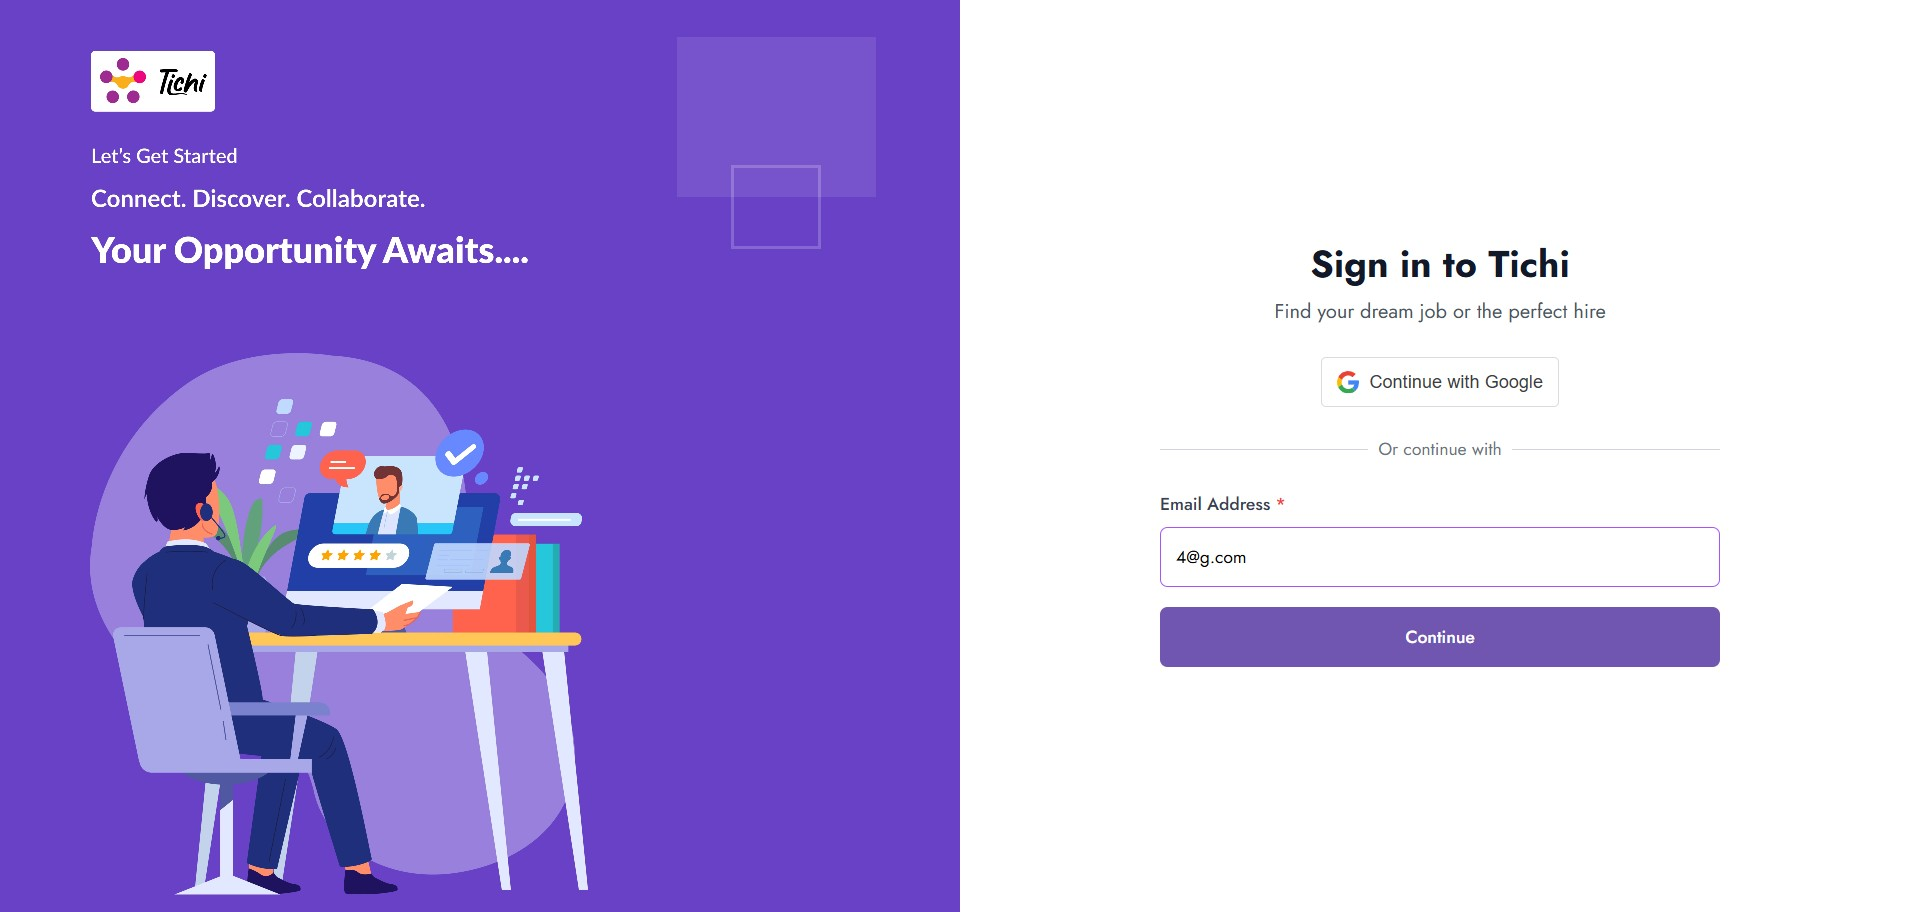 Tichi
Let's Get Started
Connect. Discover. Collaborate.
Your Opportunity Awaits....
Sign in to Tichi
Find your dream job or the perfect hire
Continue with Google
Or continue with
Email Address *
4@g.com
Continue